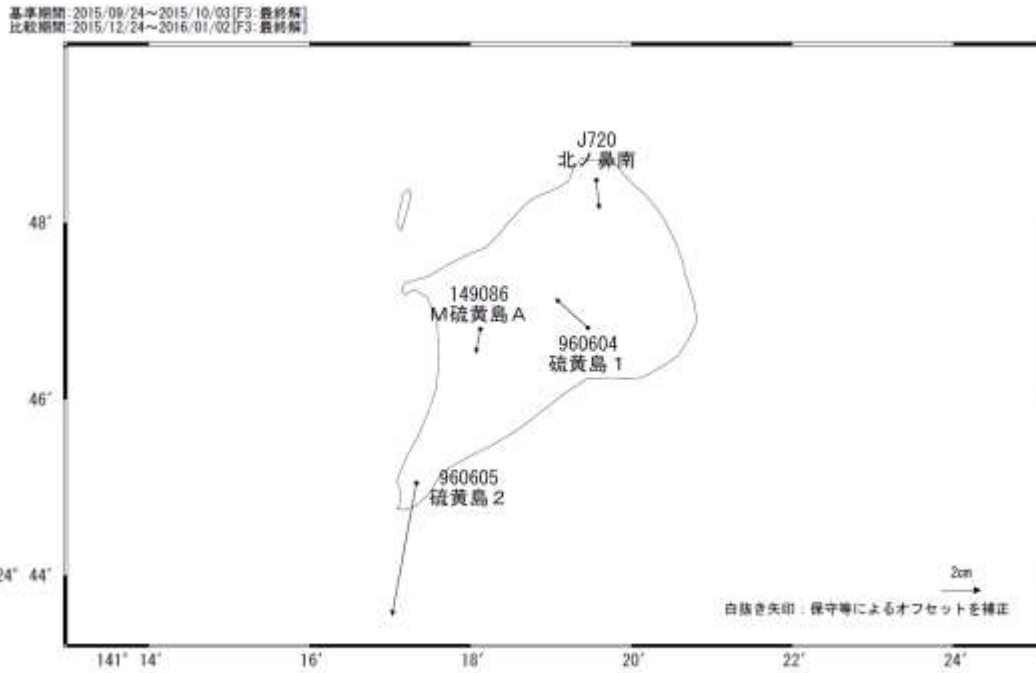 基準期間:2015/09/24~2015/10/03[F3:最終解]
比較期間:2015/12/24~2016/01/02[F3:最終解]
J720
北ノ鼻南
48'
149086
M硫黄島A
960604
硫黄島1
46'
960605
硫黄島2
24° 44'
2cm
白抜き矢印:保守等によるオフセットを補正
141° 14' 16' 18' 20' 22' 24'